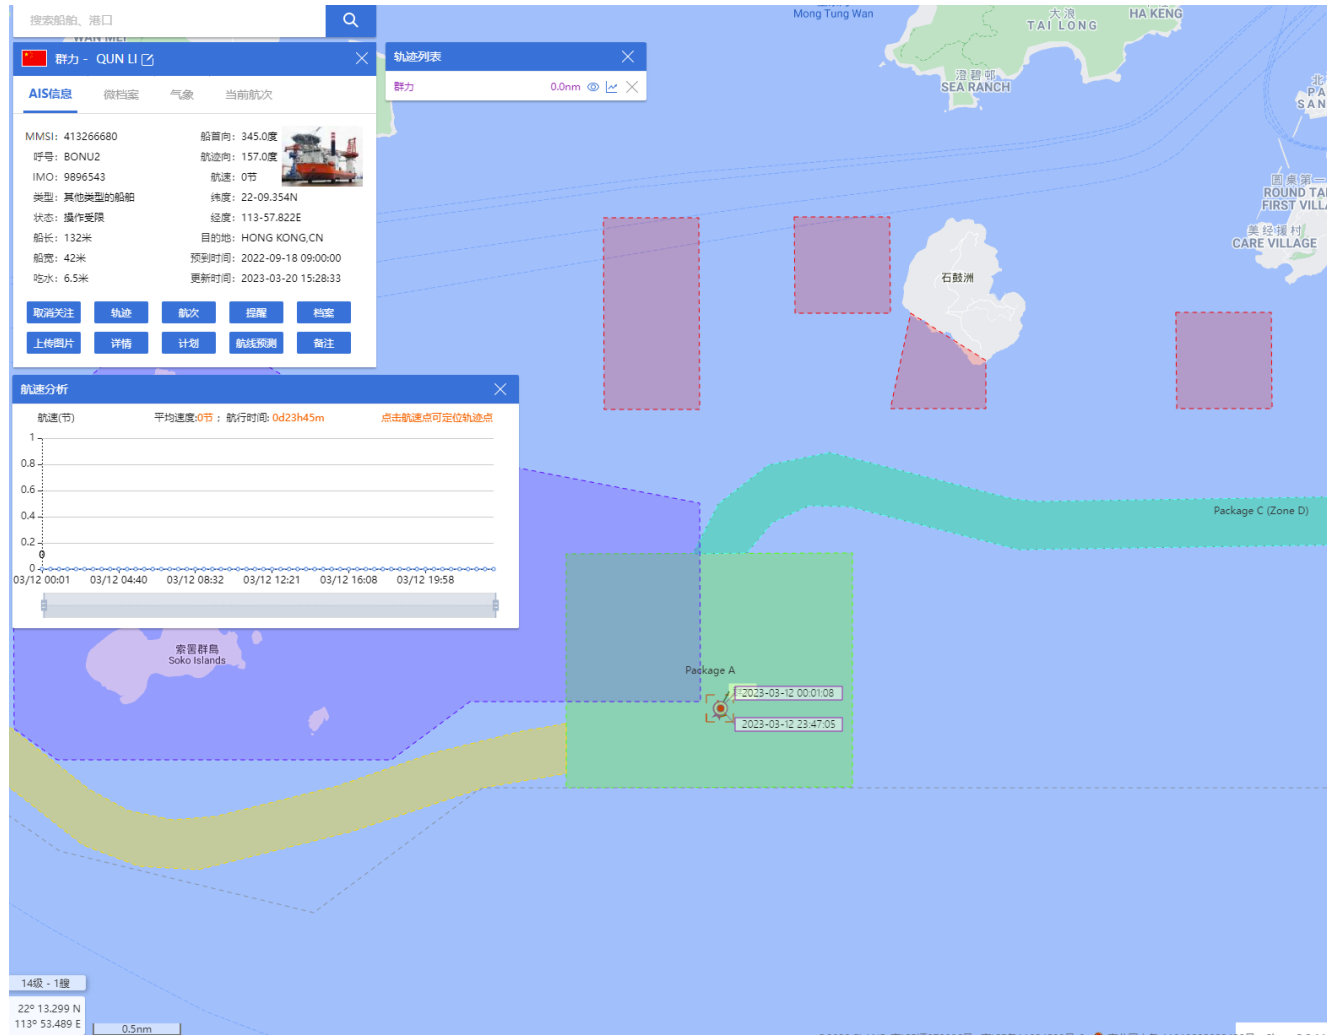 搜索船舶、港口
群力 - QUN LI
AIS信息 微档案 气象 当前航次
MMSI: 413266680 船首向: 345.0度
呼号: BONU2 航迹向: 157.0度
IMO: 9896543 航速: 0节
类型: 其他类型的船舶 纬度: 22-09.354N
状态: 操作受限 经度: 113-57.822E
船长: 132米 目的地: HONG KONG,CN
船宽: 42米 预到时间: 2022-09-18 09:00:00
吃水: 6.5米 更新时间: 2023-03-20 15:28:33
取消关注 轨迹 航次 提醒 档案
上传图片 详情 计划 航线预测 备注
轨迹列表
群力 0.0nm
航速分析
航速(节) 平均速度:0节 ; 航行时间: 0d23h45m 点击航速点可定位轨迹点
1
0.8
0.6
0.4
0.2
0
0
03/12 00:01 03/12 04:40 03/12 08:32 03/12 12:21 03/12 16:08 03/12 19:58
Mong Tung Wan
大浪
TAI LONG
HA KENG
澄碧邨
SEA RANCH
圆桌第一
ROUND TA
FIRST VILL
美经援村
CARE VILLAGE
石鼓洲
Package C (Zone D)
索罟群島
Soko Islands
Package A
2023-03-12 00:01:08
2023-03-12 23:47:05
14级 - 1艘
22º 13.299 N
113º 53.489 E
0.5nm